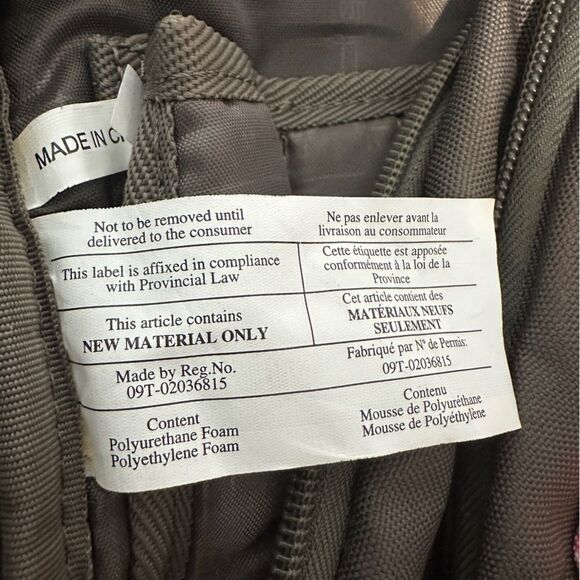 MADE IN
Not to be removed until
delivered to the consumer
Ne pas enlever avant la
livraison au consommateur
This label is affixed in compliance
with Provincial Law
Cette étiquette est apposée
conformément à la loi de la
Province
This article contains
NEW MATERIAL ONLY
Cet article contient des
MATÉRIAUX NEUFS
SEULEMENT
Made by Reg.No.
09T-02036815
Fabriqué par Nº de Permis:
09T-02036815
Content
Polyurethane Foam
Polyethylene Foam
Contenu
Mousse de Polyuréthane
Mousse de Polyéthylène